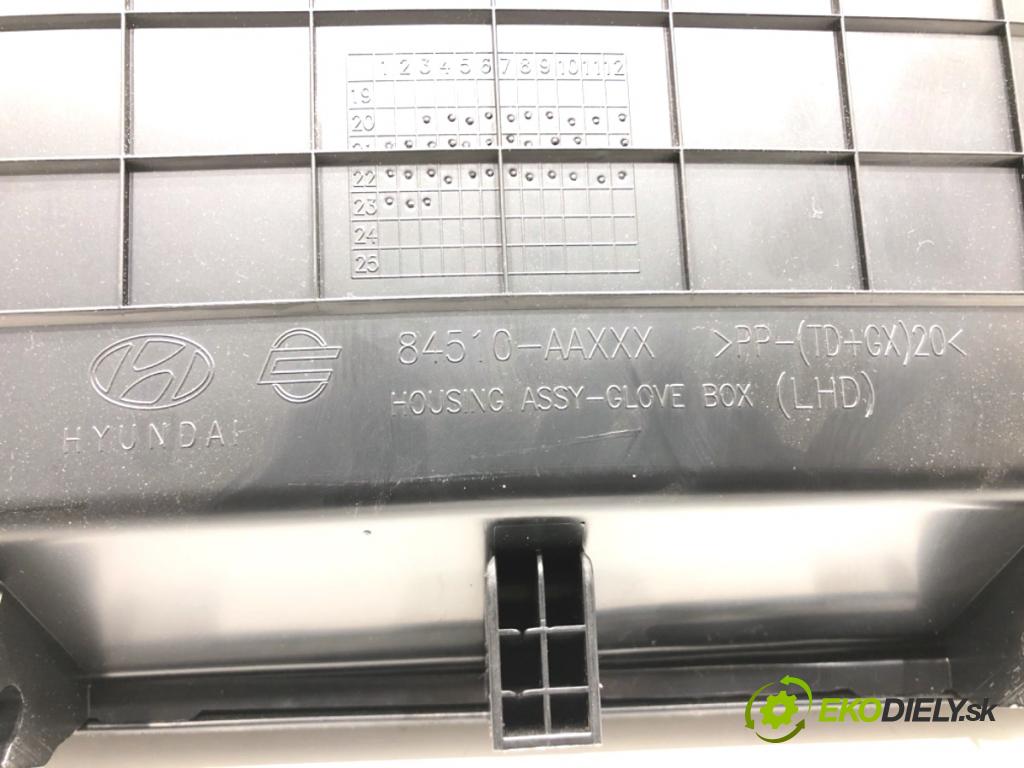 1 2 3 4 5 6 7 8 9 10 11 12
19
20
21
22
23
24
25
84510-AAXXX >PP-(TD+GX)20<
HOUSING ASSY-GLOVE BOX (LHD)
HYUNDAI
EKODIELY.sk